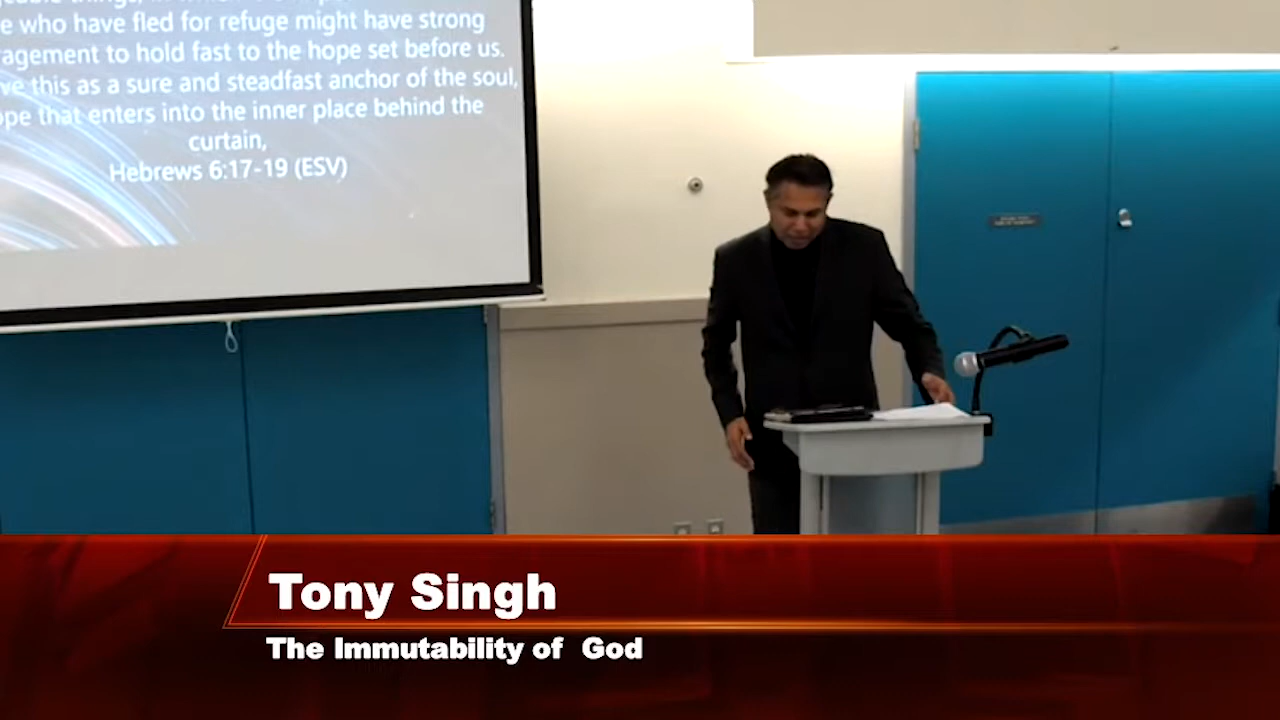 things,
e who have fled for refuge might have strong
agement to hold fast to the hope set before us.
ve this as a sure and steadfast anchor of the soul,
ope that enters into the inner place behind the
curtain,
Hebrews 6:17-19 (ESV)
Tony Singh
The Immutability of God